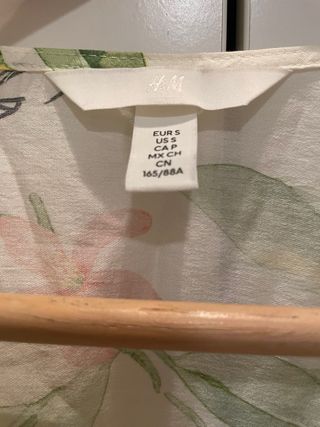 H&M
EUR S
US S
CA P
MX CH
CN
165/88A